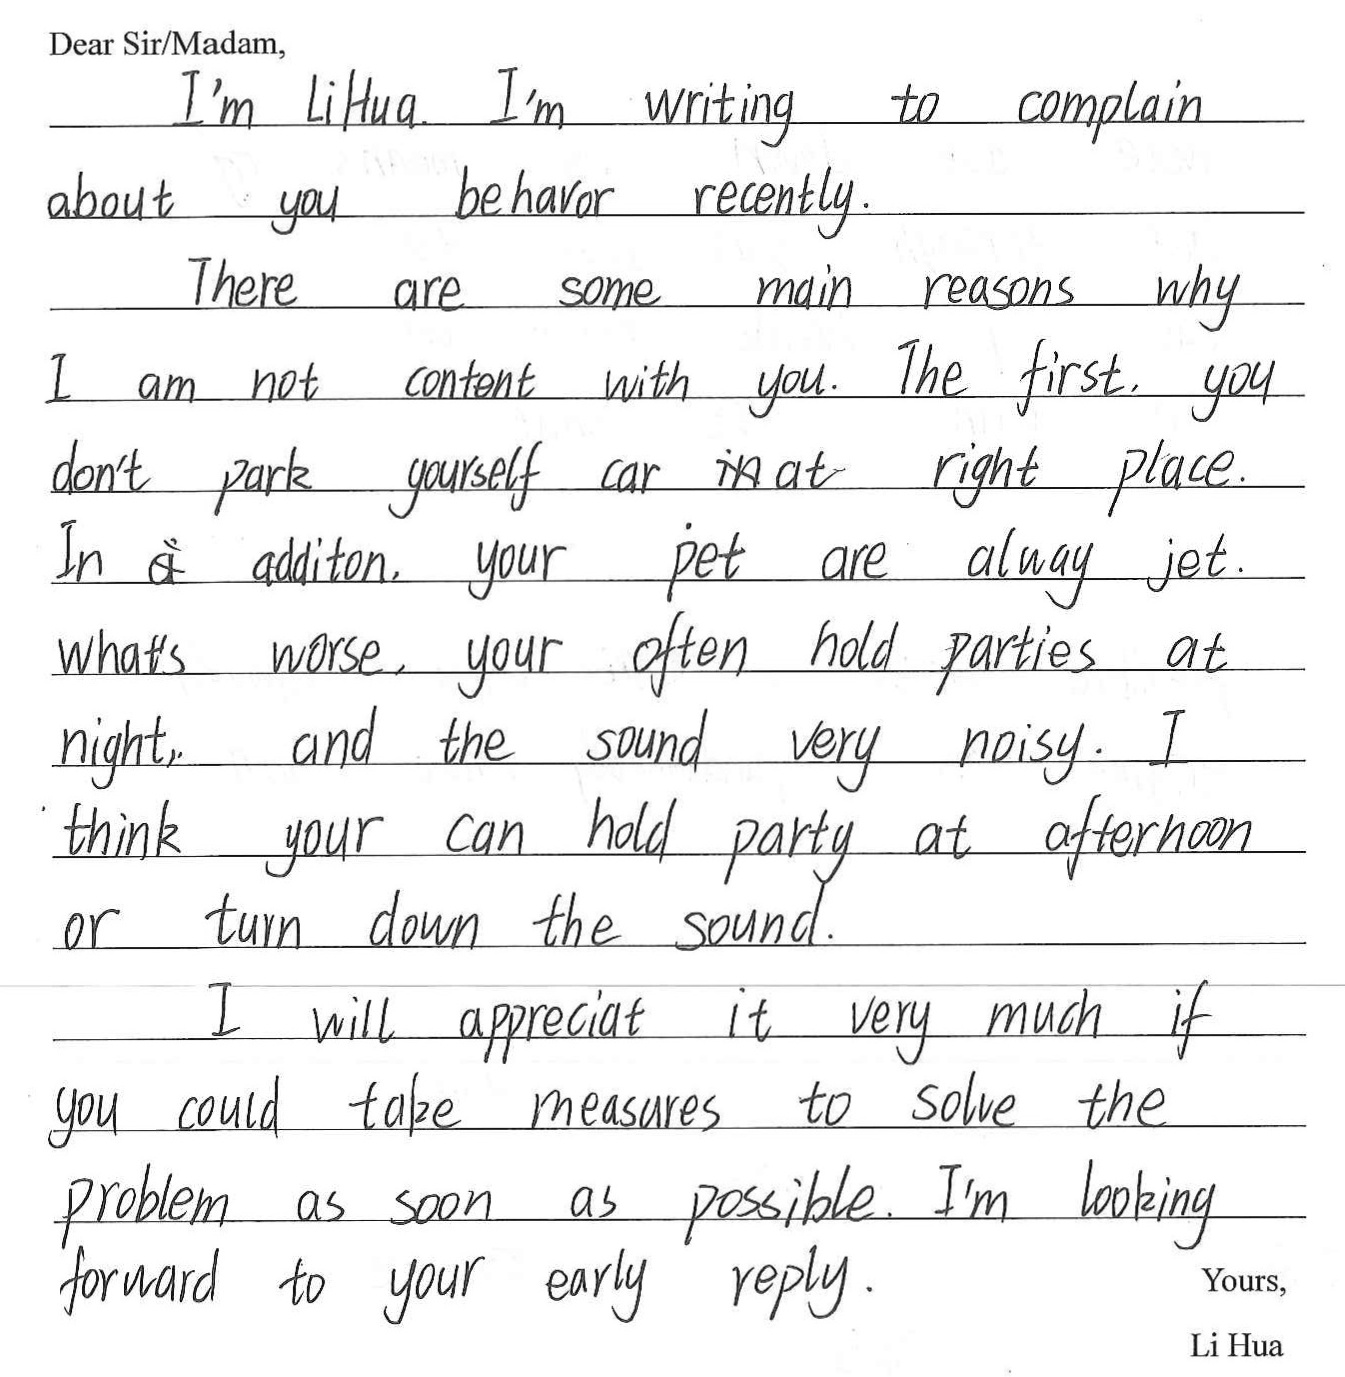 Dear Sir/Madam,
I'm Li Hua. I'm writing to complain
about you behavor recently.
There are some main reasons why
I am not content with you. The first, you
don't park yourself car at right place.
In additon, your pet are alway jet.
what's worse, your often hold parties at
night, and the sound very noisy. I
think your can hold party at afternoon
or turn down the sound.
I will appreciat it very much if
you could take measures to solve the
problem as soon as possible. I'm looking
forward to your early reply.
Yours,
Li Hua